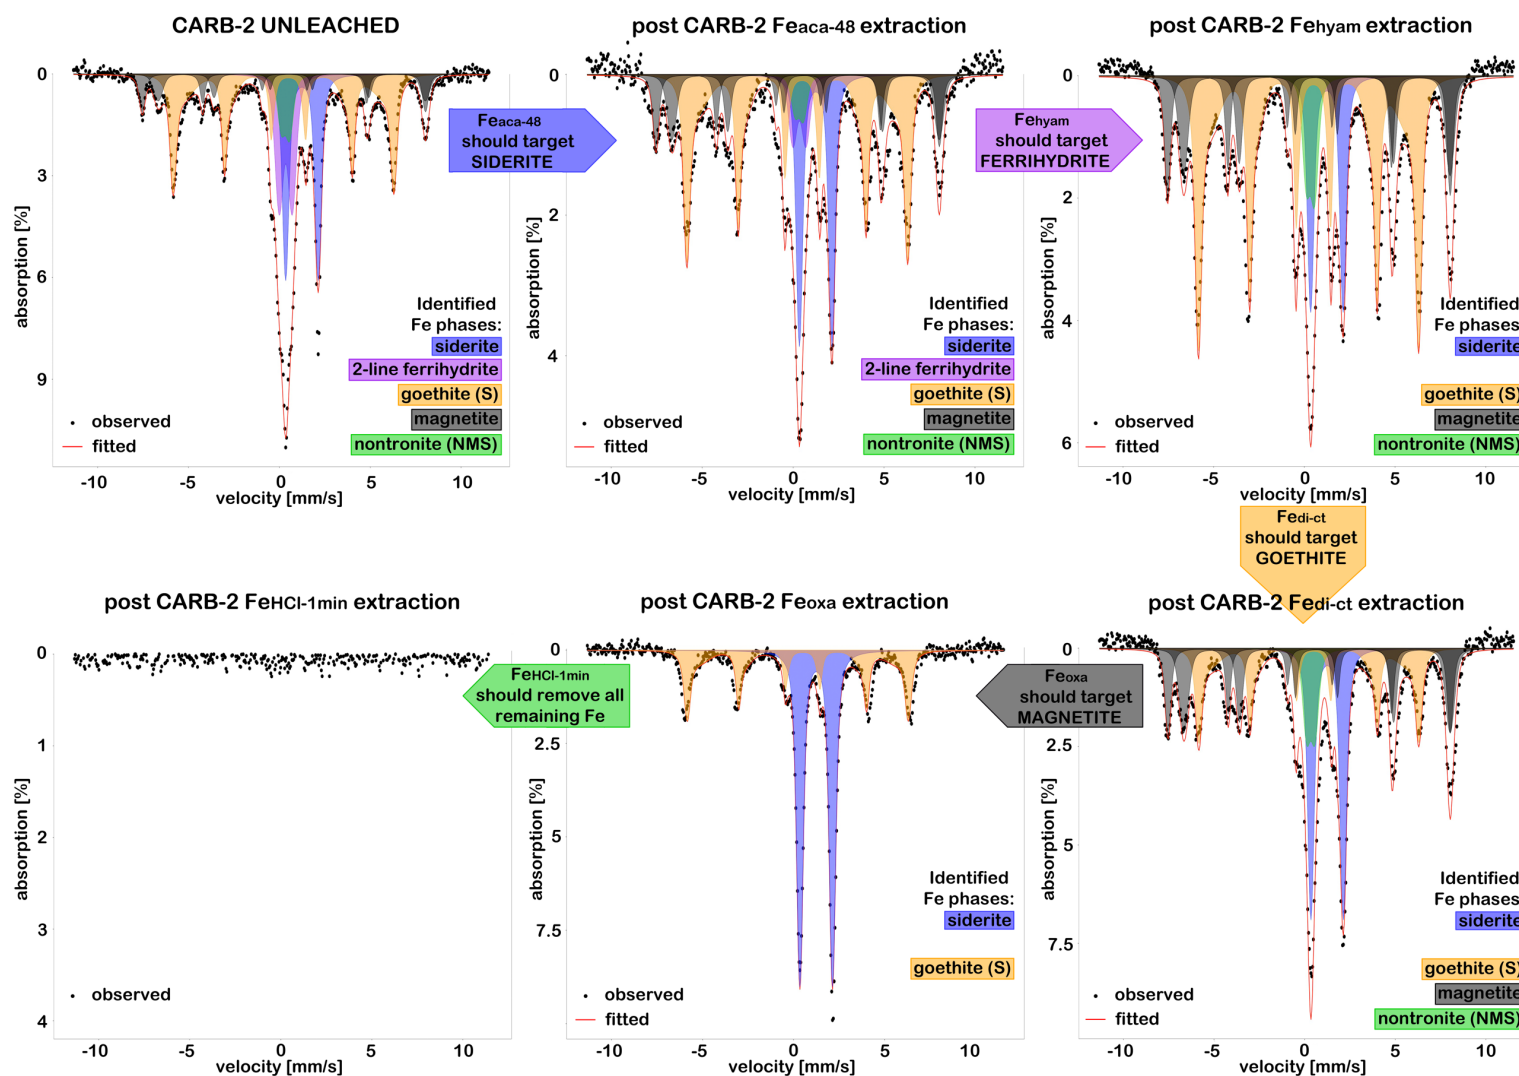 CARB-2 UNLEACHED
0
3
6
9
absorption [%]
-10
-5
0
5
10
velocity [mm/s]
Identified
Fe phases:
siderite
2-line ferrihydrite
goethite (S)
magnetite
nontronite (NMS)
observed
fitted
Feaca-48
should target
SIDERITE
post CARB-2 Feaca-48 extraction
0
2
4
absorption [%]
-10
-5
0
5
10
velocity [mm/s]
Identified
Fe phases:
siderite
2-line ferrihydrite
goethite (S)
magnetite
nontronite (NMS)
observed
fitted
Fehyam
should target
FERRIHYDRITE
post CARB-2 Fehyam extraction
0
2
4
6
absorption [%]
-10
-5
0
5
10
velocity [mm/s]
Identified
Fe phases:
siderite
goethite (S)
magnetite
nontronite (NMS)
observed
fitted
Fedi-ct
should target
GOETHITE
post CARB-2 Fedi-ct extraction
0
2.5
5
7.5
absorption [%]
-10
-5
0
5
10
velocity [mm/s]
Identified
Fe phases:
siderite
goethite (S)
magnetite
nontronite (NMS)
observed
fitted
Feoxa
should target
MAGNETITE
post CARB-2 Feoxa extraction
0
2.5
5
7.5
absorption [%]
-10
-5
0
5
10
velocity [mm/s]
Identified
Fe phases:
siderite
goethite (S)
observed
fitted
FeHCl-1min
should remove all
remaining Fe
post CARB-2 FeHCl-1min extraction
0
1
2
3
4
absorption [%]
-10
-5
0
5
10
velocity [mm/s]
observed